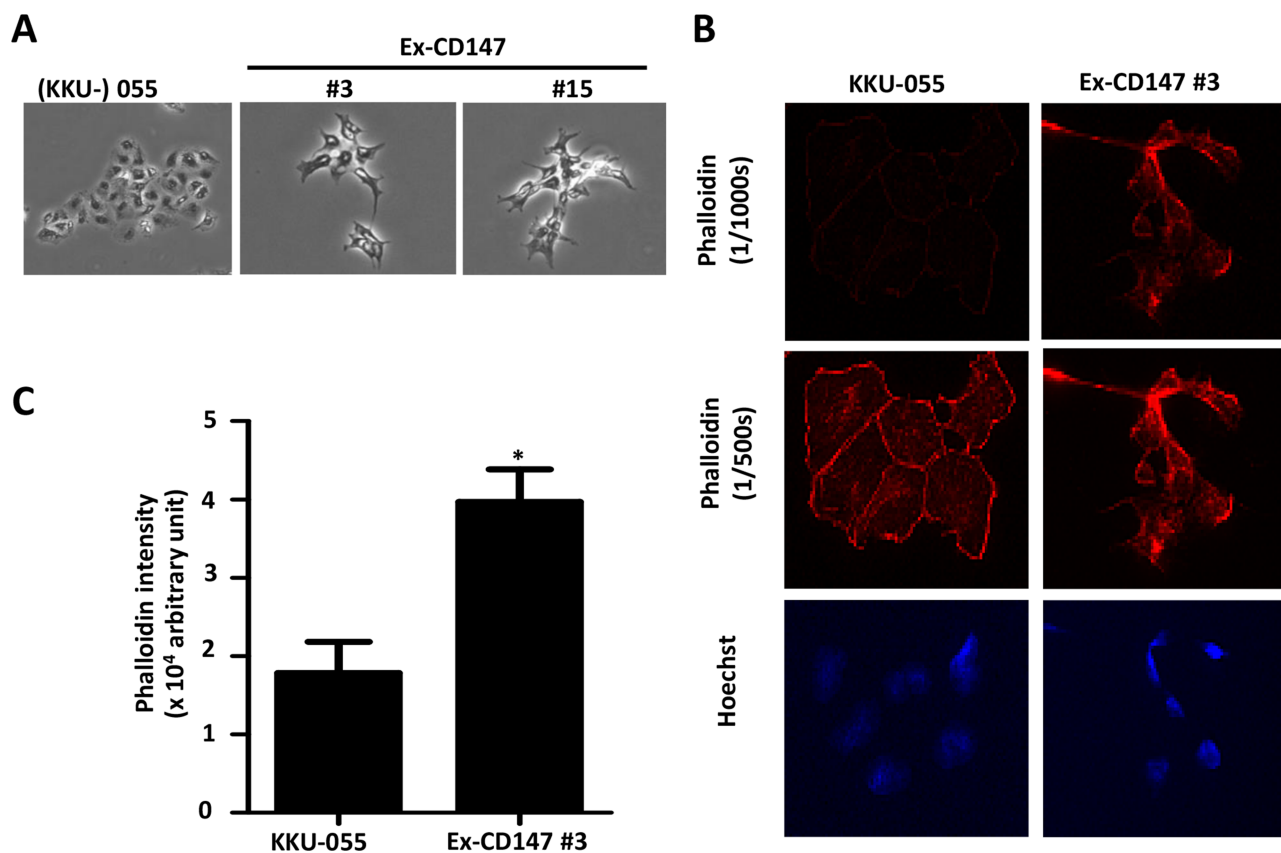 A
Ex-CD147
(KKU-) 055
#3
#15
B
KKU-055
Ex-CD147 #3
Phalloidin
(1/1000s)
Phalloidin
(1/500s)
Hoechst
C
Phalloidin intensity
(x 10⁴ arbitrary unit)
5
4
3
2
1
0
*
KKU-055
Ex-CD147 #3